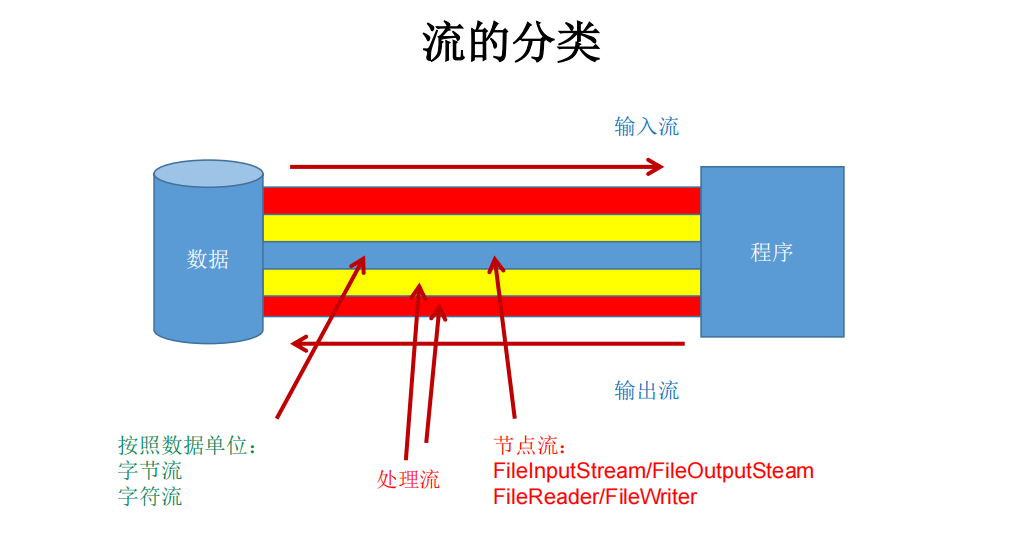 流的分类
输入流
数据
程序
输出流
按照数据单位：
字节流
字符流
处理流
节点流：
FileInputStream/FileOutputSteam
FileReader/FileWriter